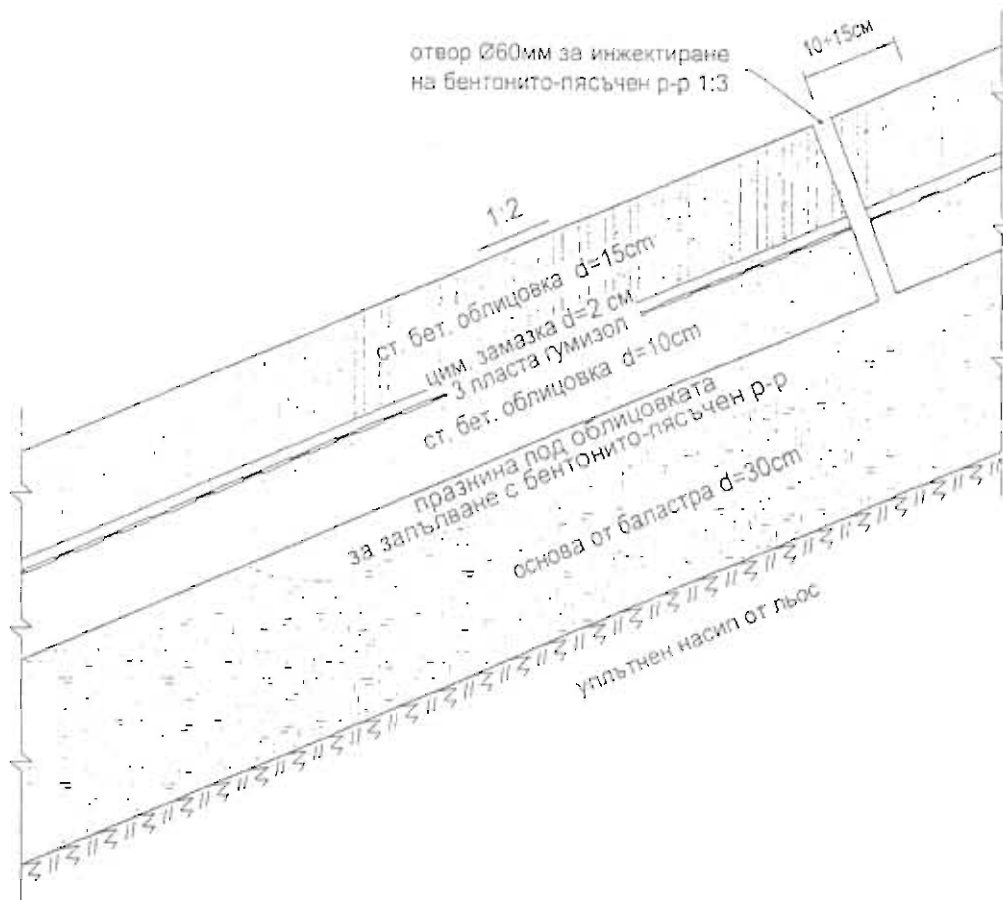 отвор Ø60мм за инжектиране
на бентонито-пясъчен р-р 1:3
10÷15см
1:2
ст. бет. облицовка d=15cm
цим. замазка d=2 см
3 пласта гумизол
ст. бет. облицовка d=10cm
празнина под облицовката
за запълване с бентонито-пясъчен р-р
основа от баластра d=30cm
уплътнен насип от льос